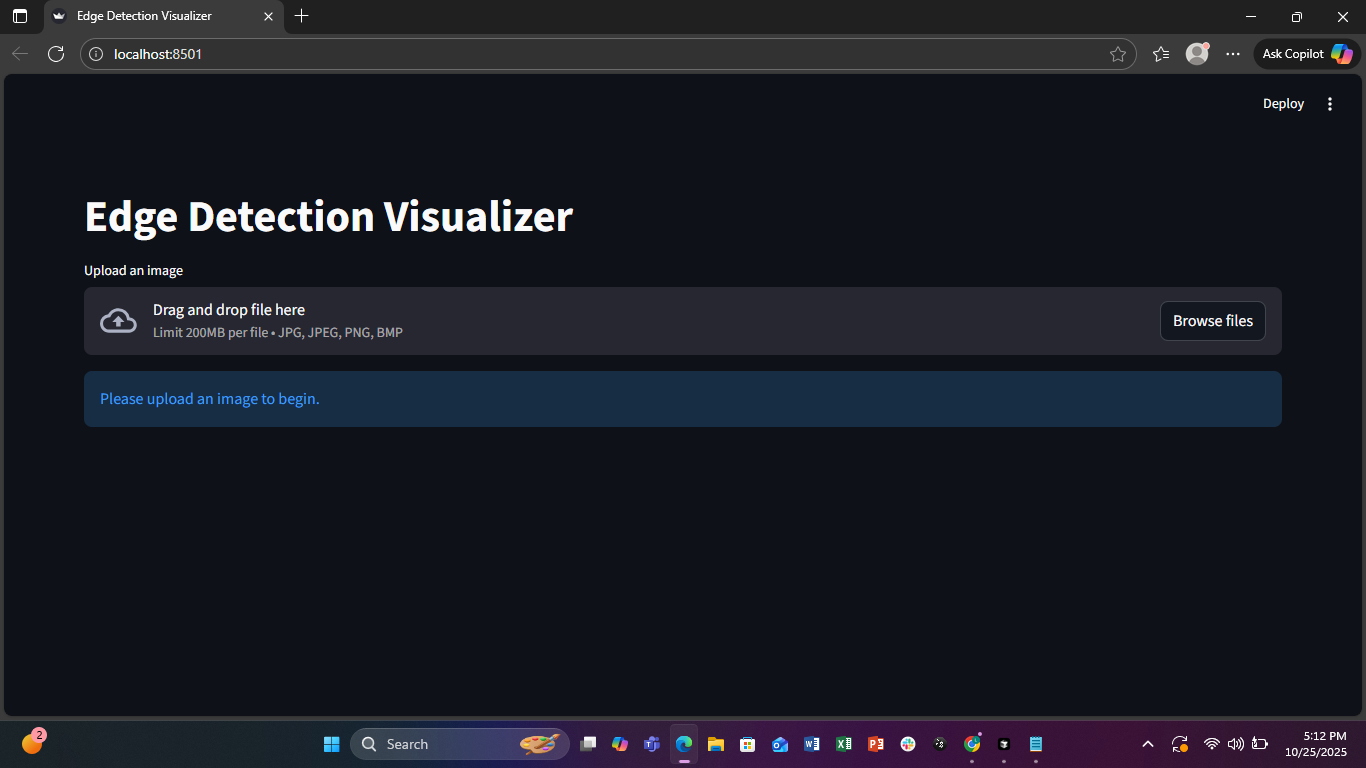 Edge Detection Visualizer
localhost:8501
Ask Copilot
Deploy
Edge Detection Visualizer
Upload an image
Drag and drop file here
Limit 200MB per file • JPG, JPEG, PNG, BMP
Browse files
Please upload an image to begin.
2
Search
5:12 PM
10/25/2025